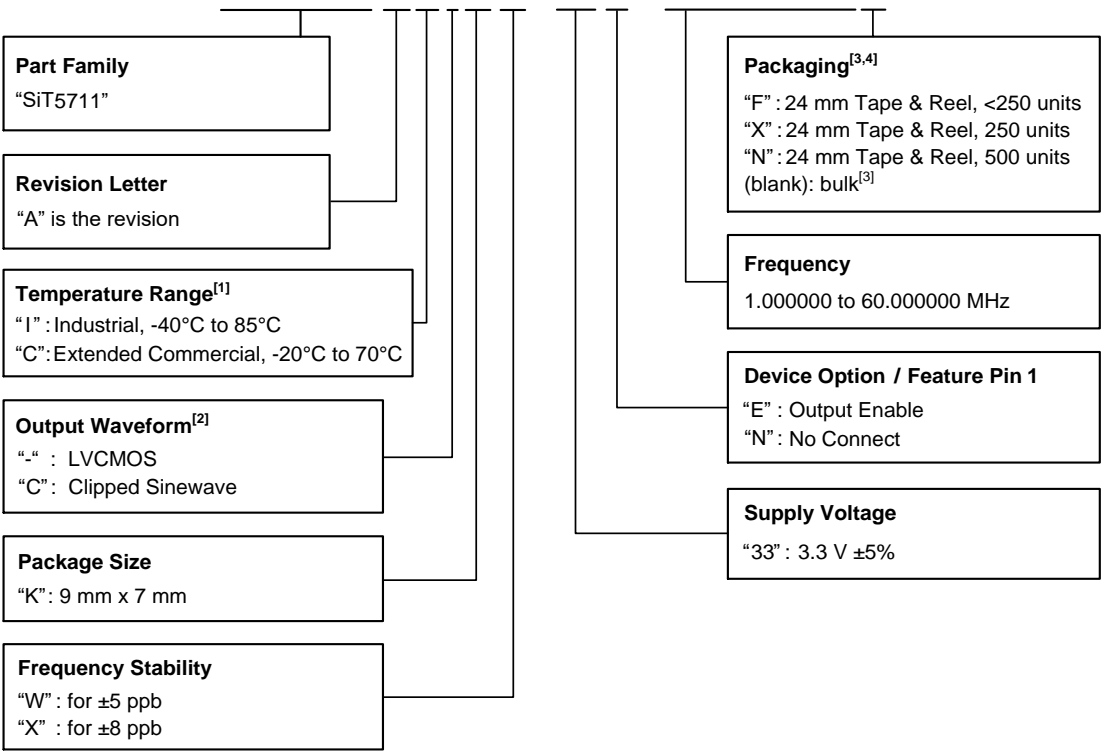 Part Family
“SiT5711”
Revision Letter
“A” is the revision
Temperature Range[1]
“I” : Industrial, -40°C to 85°C
“C”: Extended Commercial, -20°C to 70°C
Output Waveform[2]
“-“ : LVCMOS
“C” : Clipped Sinewave
Package Size
“K” : 9 mm x 7 mm
Frequency Stability
“W” : for ±5 ppb
“X” : for ±8 ppb
Packaging[3,4]
“F” : 24 mm Tape & Reel, <250 units
“X” : 24 mm Tape & Reel, 250 units
“N” : 24 mm Tape & Reel, 500 units
(blank): bulk[3]
Frequency
1.000000 to 60.000000 MHz
Device Option / Feature Pin 1
“E” : Output Enable
“N” : No Connect
Supply Voltage
“33” : 3.3 V ±5%